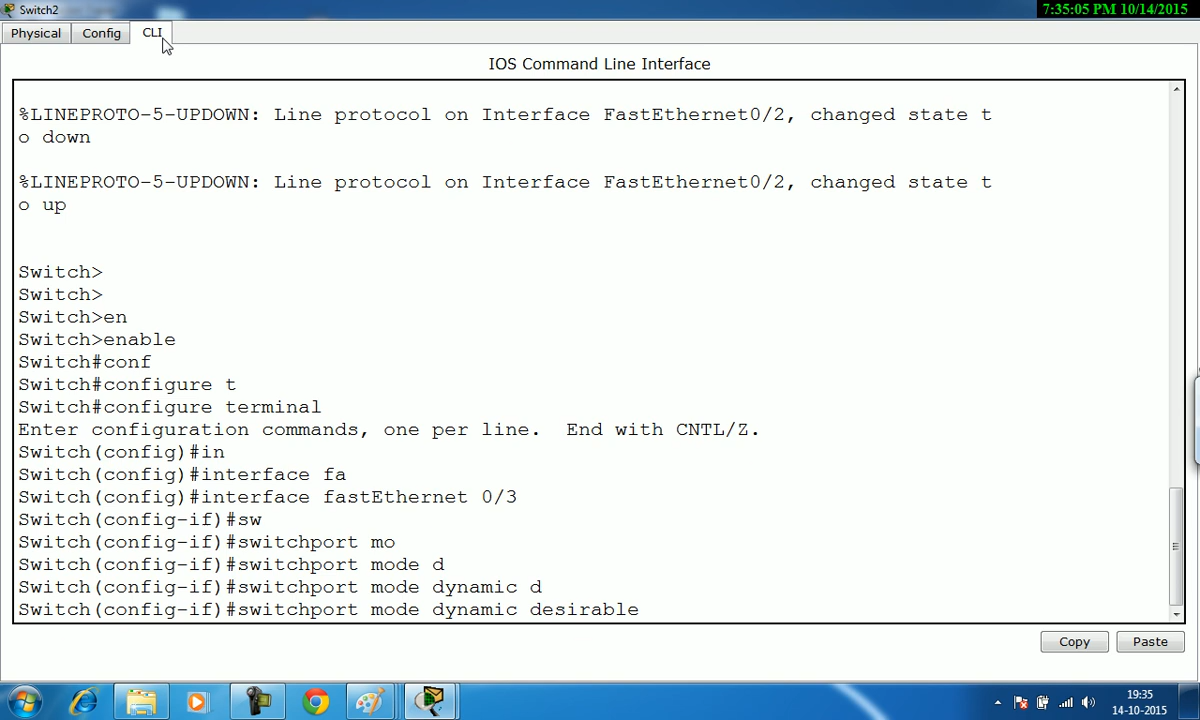 Switch2
7:35:05 PM 10/14/2015
Physical Config CLI
IOS Command Line Interface
%LINEPROTO-5-UPDOWN: Line protocol on Interface FastEthernet0/2, changed state t
o down
%LINEPROTO-5-UPDOWN: Line protocol on Interface FastEthernet0/2, changed state t
o up
Switch>
Switch>
Switch>en
Switch>enable
Switch#conf
Switch#configure t
Switch#configure terminal
Enter configuration commands, one per line.  End with CNTL/Z.
Switch(config)#in
Switch(config)#interface fa
Switch(config)#interface fastEthernet 0/3
Switch(config-if)#sw
Switch(config-if)#switchport mo
Switch(config-if)#switchport mode d
Switch(config-if)#switchport mode dynamic d
Switch(config-if)#switchport mode dynamic desirable
Copy Paste
19:35
14-10-2015